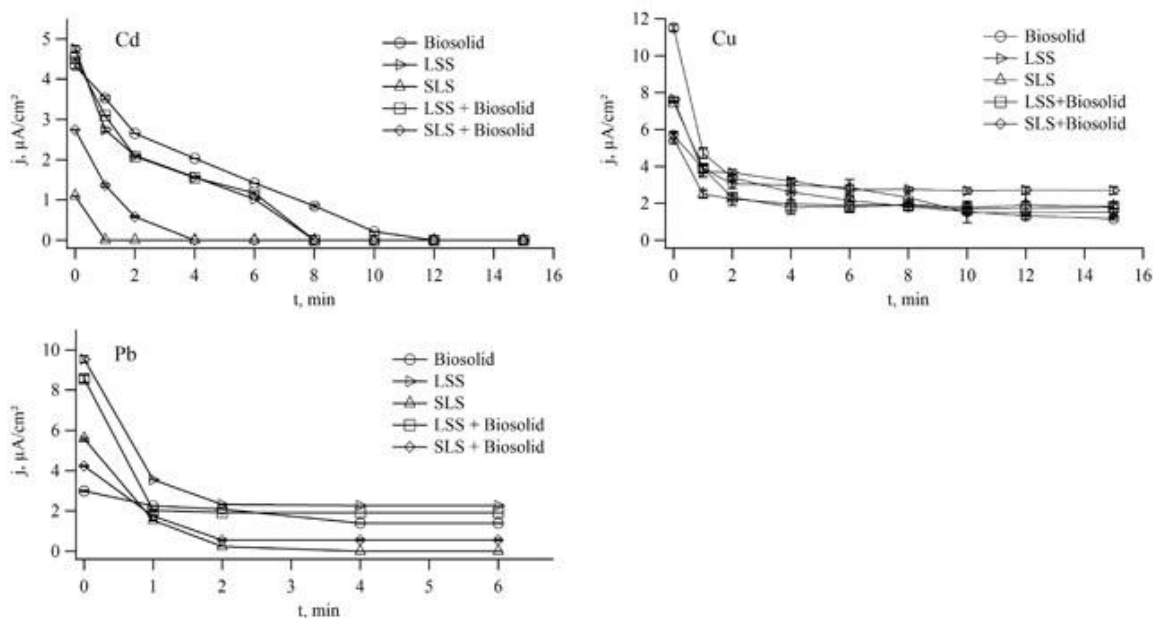 Cd
Biosolid
LSS
SLS
LSS + Biosolid
SLS + Biosolid
j, μA/cm²
5
4
3
2
1
0
0 2 4 6 8 10 12 14 16
t, min
Cu
Biosolid
LSS
SLS
LSS+Biosolid
SLS+Biosolid
j, μA/cm²
12
10
8
6
4
2
0
0 2 4 6 8 10 12 14 16
t, min
Pb
Biosolid
LSS
SLS
LSS + Biosolid
SLS + Biosolid
j, μA/cm²
10
8
6
4
2
0
0 1 2 3 4 5 6
t, min